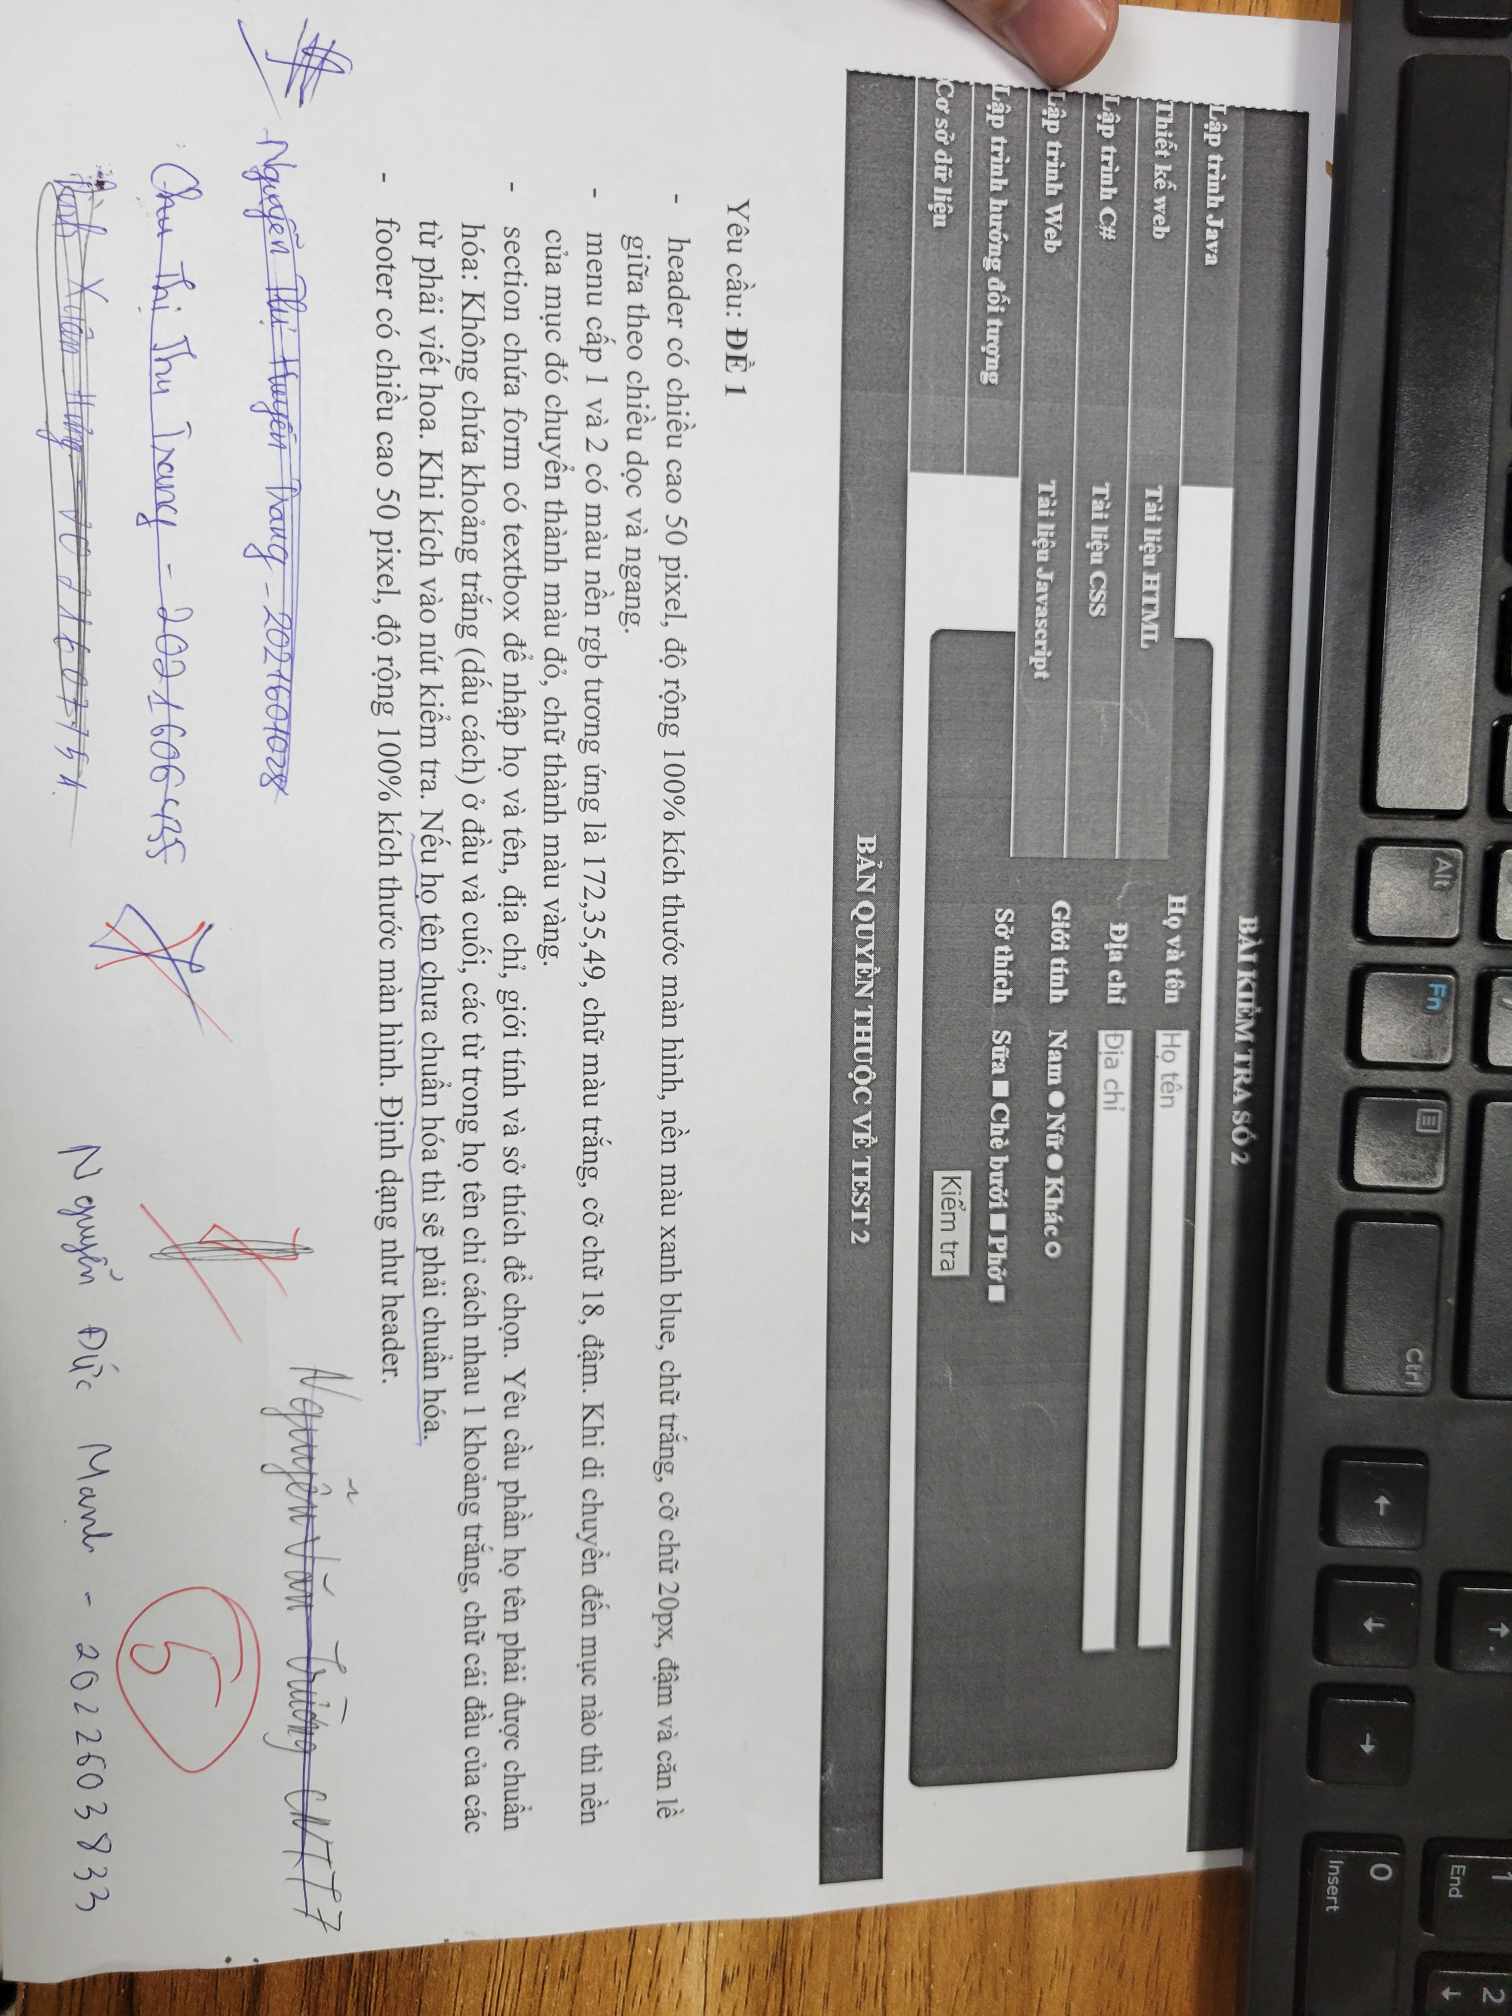 Alt
Fn
Ctrl
1
End
2
0
Insert
BÀI KIỂM TRA SỐ 2
Lập trình Java
Thiết kế web
Lập trình C#
Lập trình Web
Lập trình hướng đối tượng
Cơ sở dữ liệu
Tài liệu HTML
Tài liệu CSS
Tài liệu Javascript
Họ và tên Họ tên
Địa chỉ Địa chỉ
Giới tính Nam Nữ Khác
Sở thích Sữa Chè bưởi Phở
Kiểm tra
BẢN QUYỀN THUỘC VỀ TEST 2
Yêu cầu: ĐỀ 1
- header có chiều cao 50 pixel, độ rộng 100% kích thước màn hình, nền màu xanh blue, chữ trắng, cỡ chữ 20px, đậm và căn lề
giữa theo chiều dọc và ngang.
- menu cấp 1 và 2 có màu nền rgb tương ứng là 172,35,49, chữ màu trắng, cỡ chữ 18, đậm. Khi di chuyển đến mục nào thì nền
của mục đó chuyển thành màu đỏ, chữ thành màu vàng.
- section chứa form có textbox để nhập họ và tên, địa chỉ, giới tính và sở thích để chọn. Yêu cầu phần họ tên phải được chuẩn
hóa: Không chứa khoảng trắng (dấu cách) ở đầu và cuối, các từ trong họ tên chỉ cách nhau 1 khoảng trắng, chữ cái đầu của các
từ phải viết hoa. Khi kích vào nút kiểm tra. Nếu họ tên chưa chuẩn hóa thì sẽ phải chuẩn hóa.
- footer có chiều cao 50 pixel, độ rộng 100% kích thước màn hình. Định dạng như header.
Nguyễn Văn Trường CNTT7
Nguyễn Thị Huyền Trang - 2021601028
5
Chu Thị Thu Trang - 2021606435
Xuân
Nguyễn Đức Mạnh - 2022603833